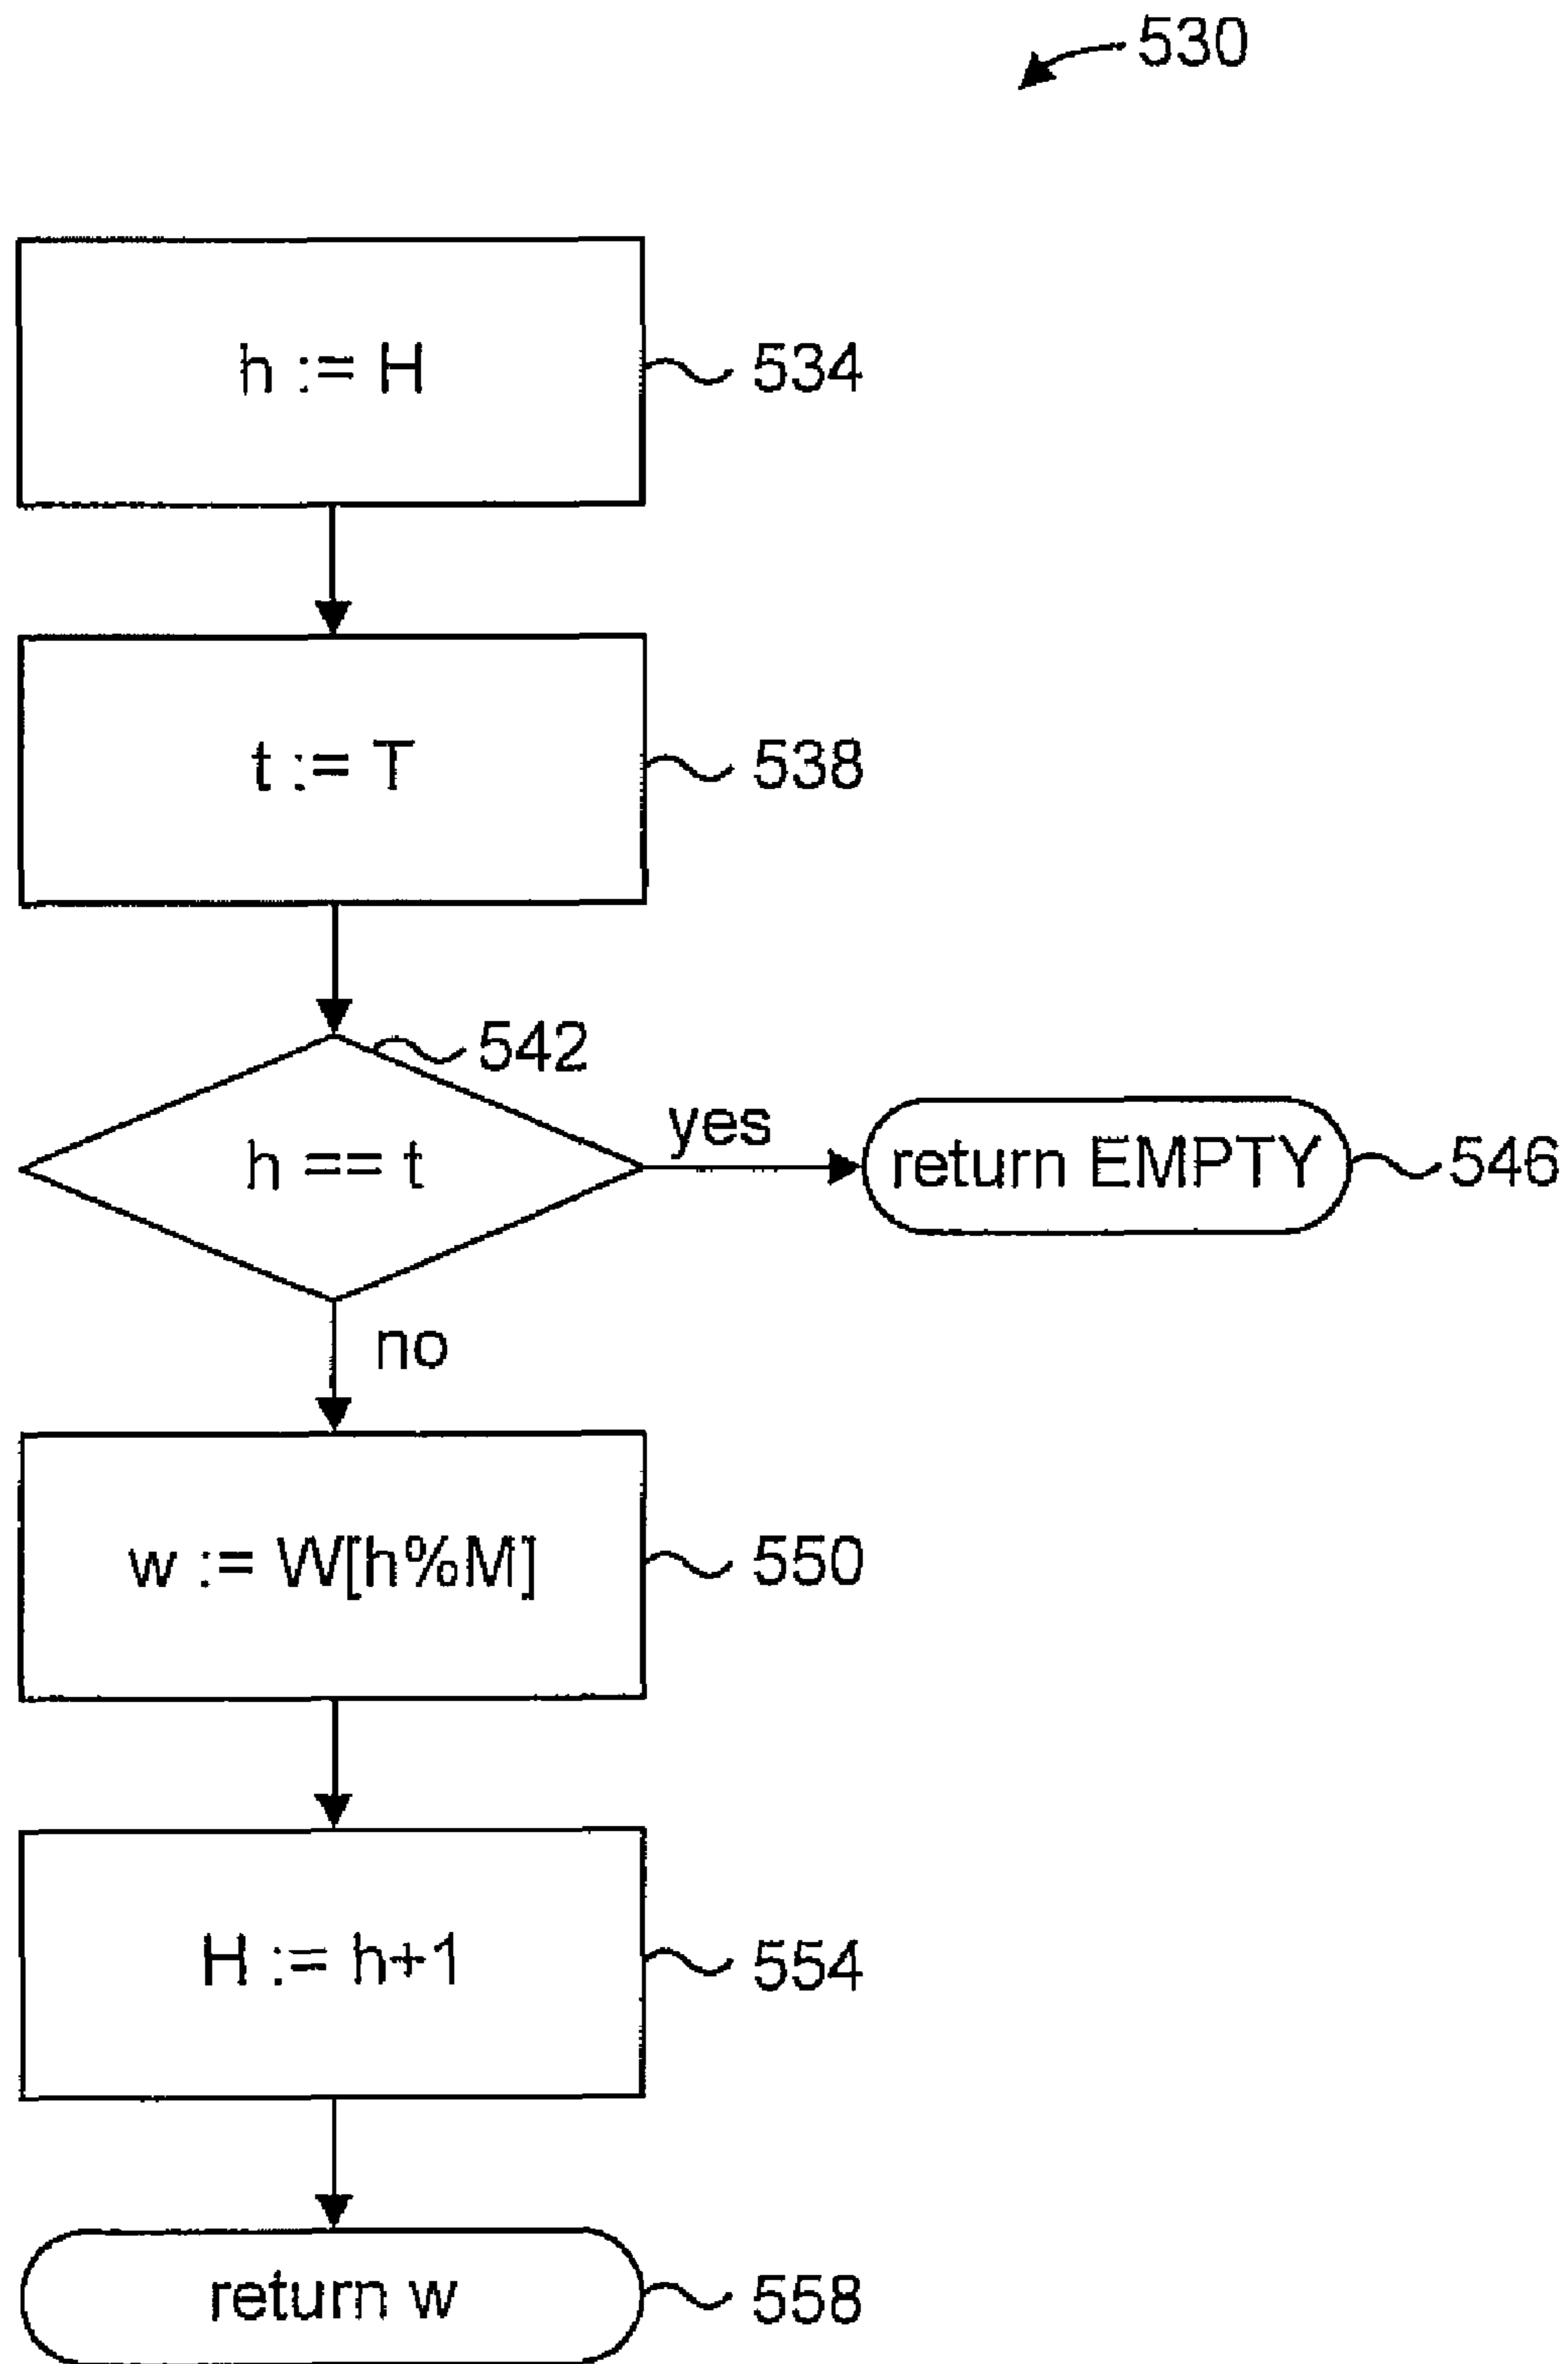 530
h := H
534
t := T
538
542
h == t
yes
return EMPTY
546
no
w := W[h%M]
550
H := h+1
554
return w
558